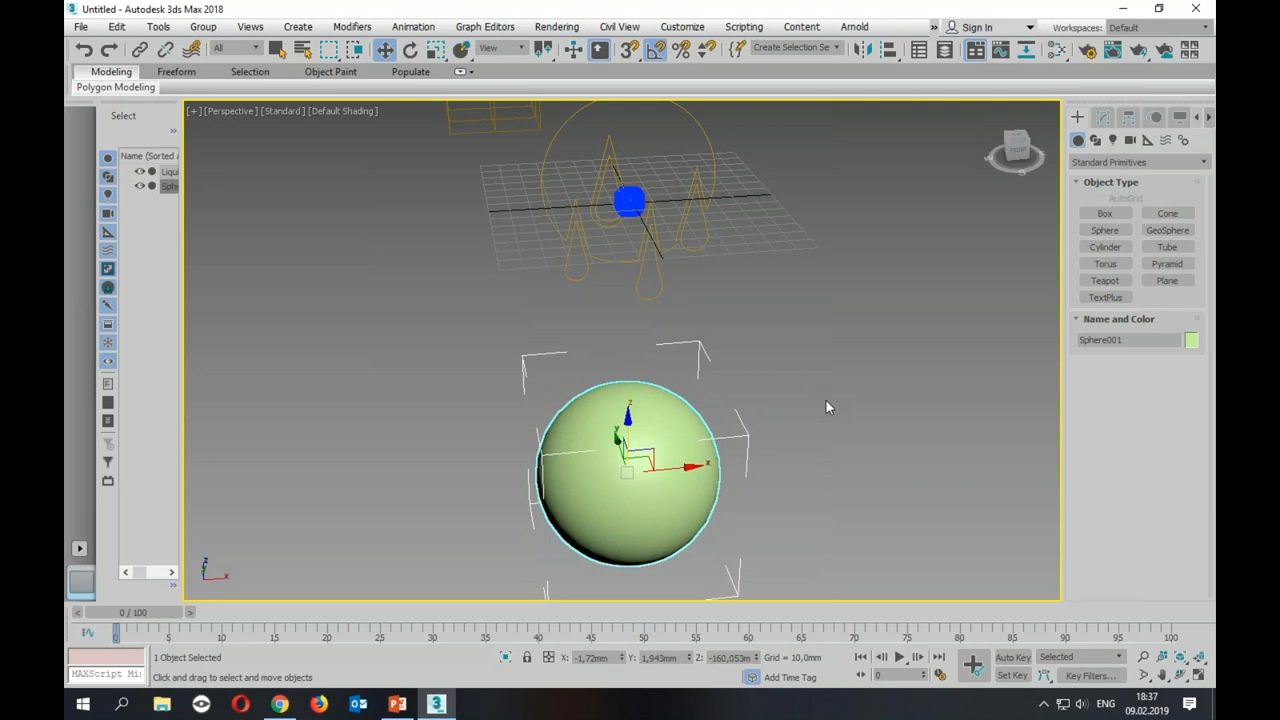 Untitled - Autodesk 3ds Max 2018
File Edit Tools Group Views Create Modifiers Animation Graph Editors Rendering Civil View Customize Scripting Content Arnold » Sign In Workspaces: Default
All View Create Selection Se
Modeling Freeform Selection Object Paint Populate
Polygon Modeling
Select
Name (Sorted A
Liqui
Sphe
[+] [Perspective] [Standard] [Default Shading]
FRONT
z
y
x
z
x
Standard Primitives
Object Type
AutoGrid
Box Cone
Sphere GeoSphere
Cylinder Tube
Torus Pyramid
Teapot Plane
TextPlus
Name and Color
Sphere001
0 / 100
0 5 10 15 20 25 30 35 40 45 50 55 60 65 70 75 80 85 90 95 100
1 Object Selected X: -1,72mm Y: 1,943mm Z: -160,053m Grid = 10,0mm Auto Key Selected
MAXScript Mi: Click and drag to select and move objects Add Time Tag 0 Set Key Key Filters...
ENG 18:37
09.02.2019